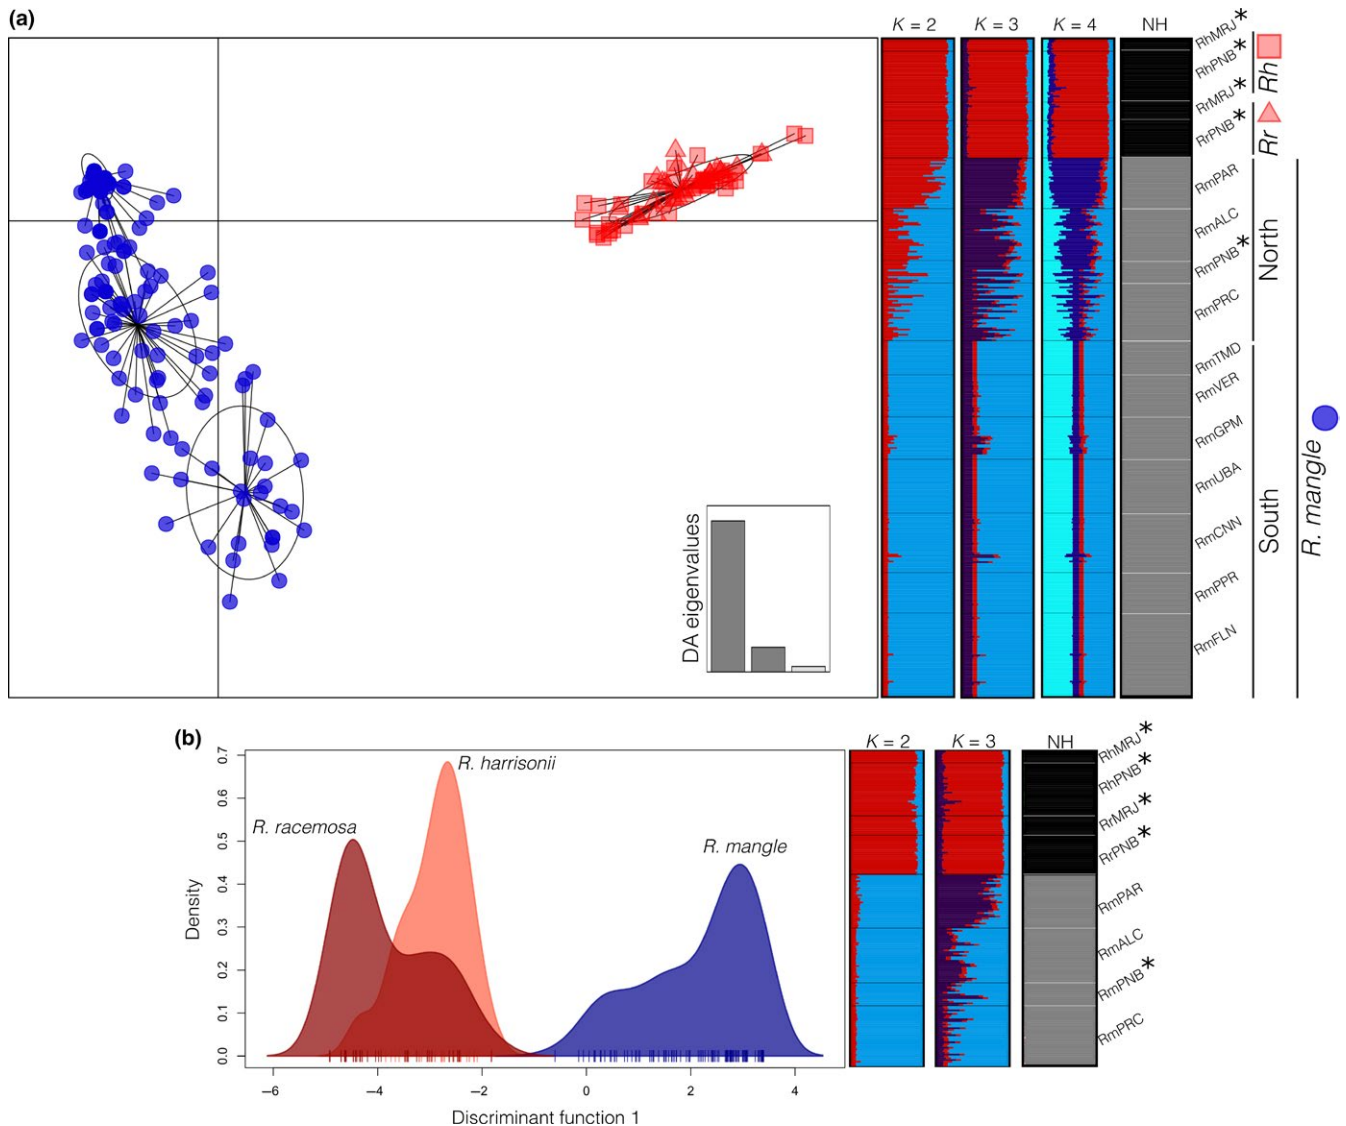 (a)
K = 2
K = 3
K = 4
NH
RhMRJ*
RhPNB*
RrMRJ*
RrPNB*
RmPAR
RmALC
RmPNB*
RmPRC
RmTMD
RmVER
RmGPM
RmUBA
RmCNN
RmPPR
RmFLN
Rh
Rr
North
South
R. mangle
DA eigenvalues
(b)
K = 2
K = 3
NH
RhMRJ*
RhPNB*
RrMRJ*
RrPNB*
RmPAR
RmALC
RmPNB*
RmPRC
R. harrisonii
R. racemosa
R. mangle
Density
0.7
0.6
0.5
0.4
0.3
0.2
0.1
0.0
−6
−4
−2
0
2
4
Discriminant function 1